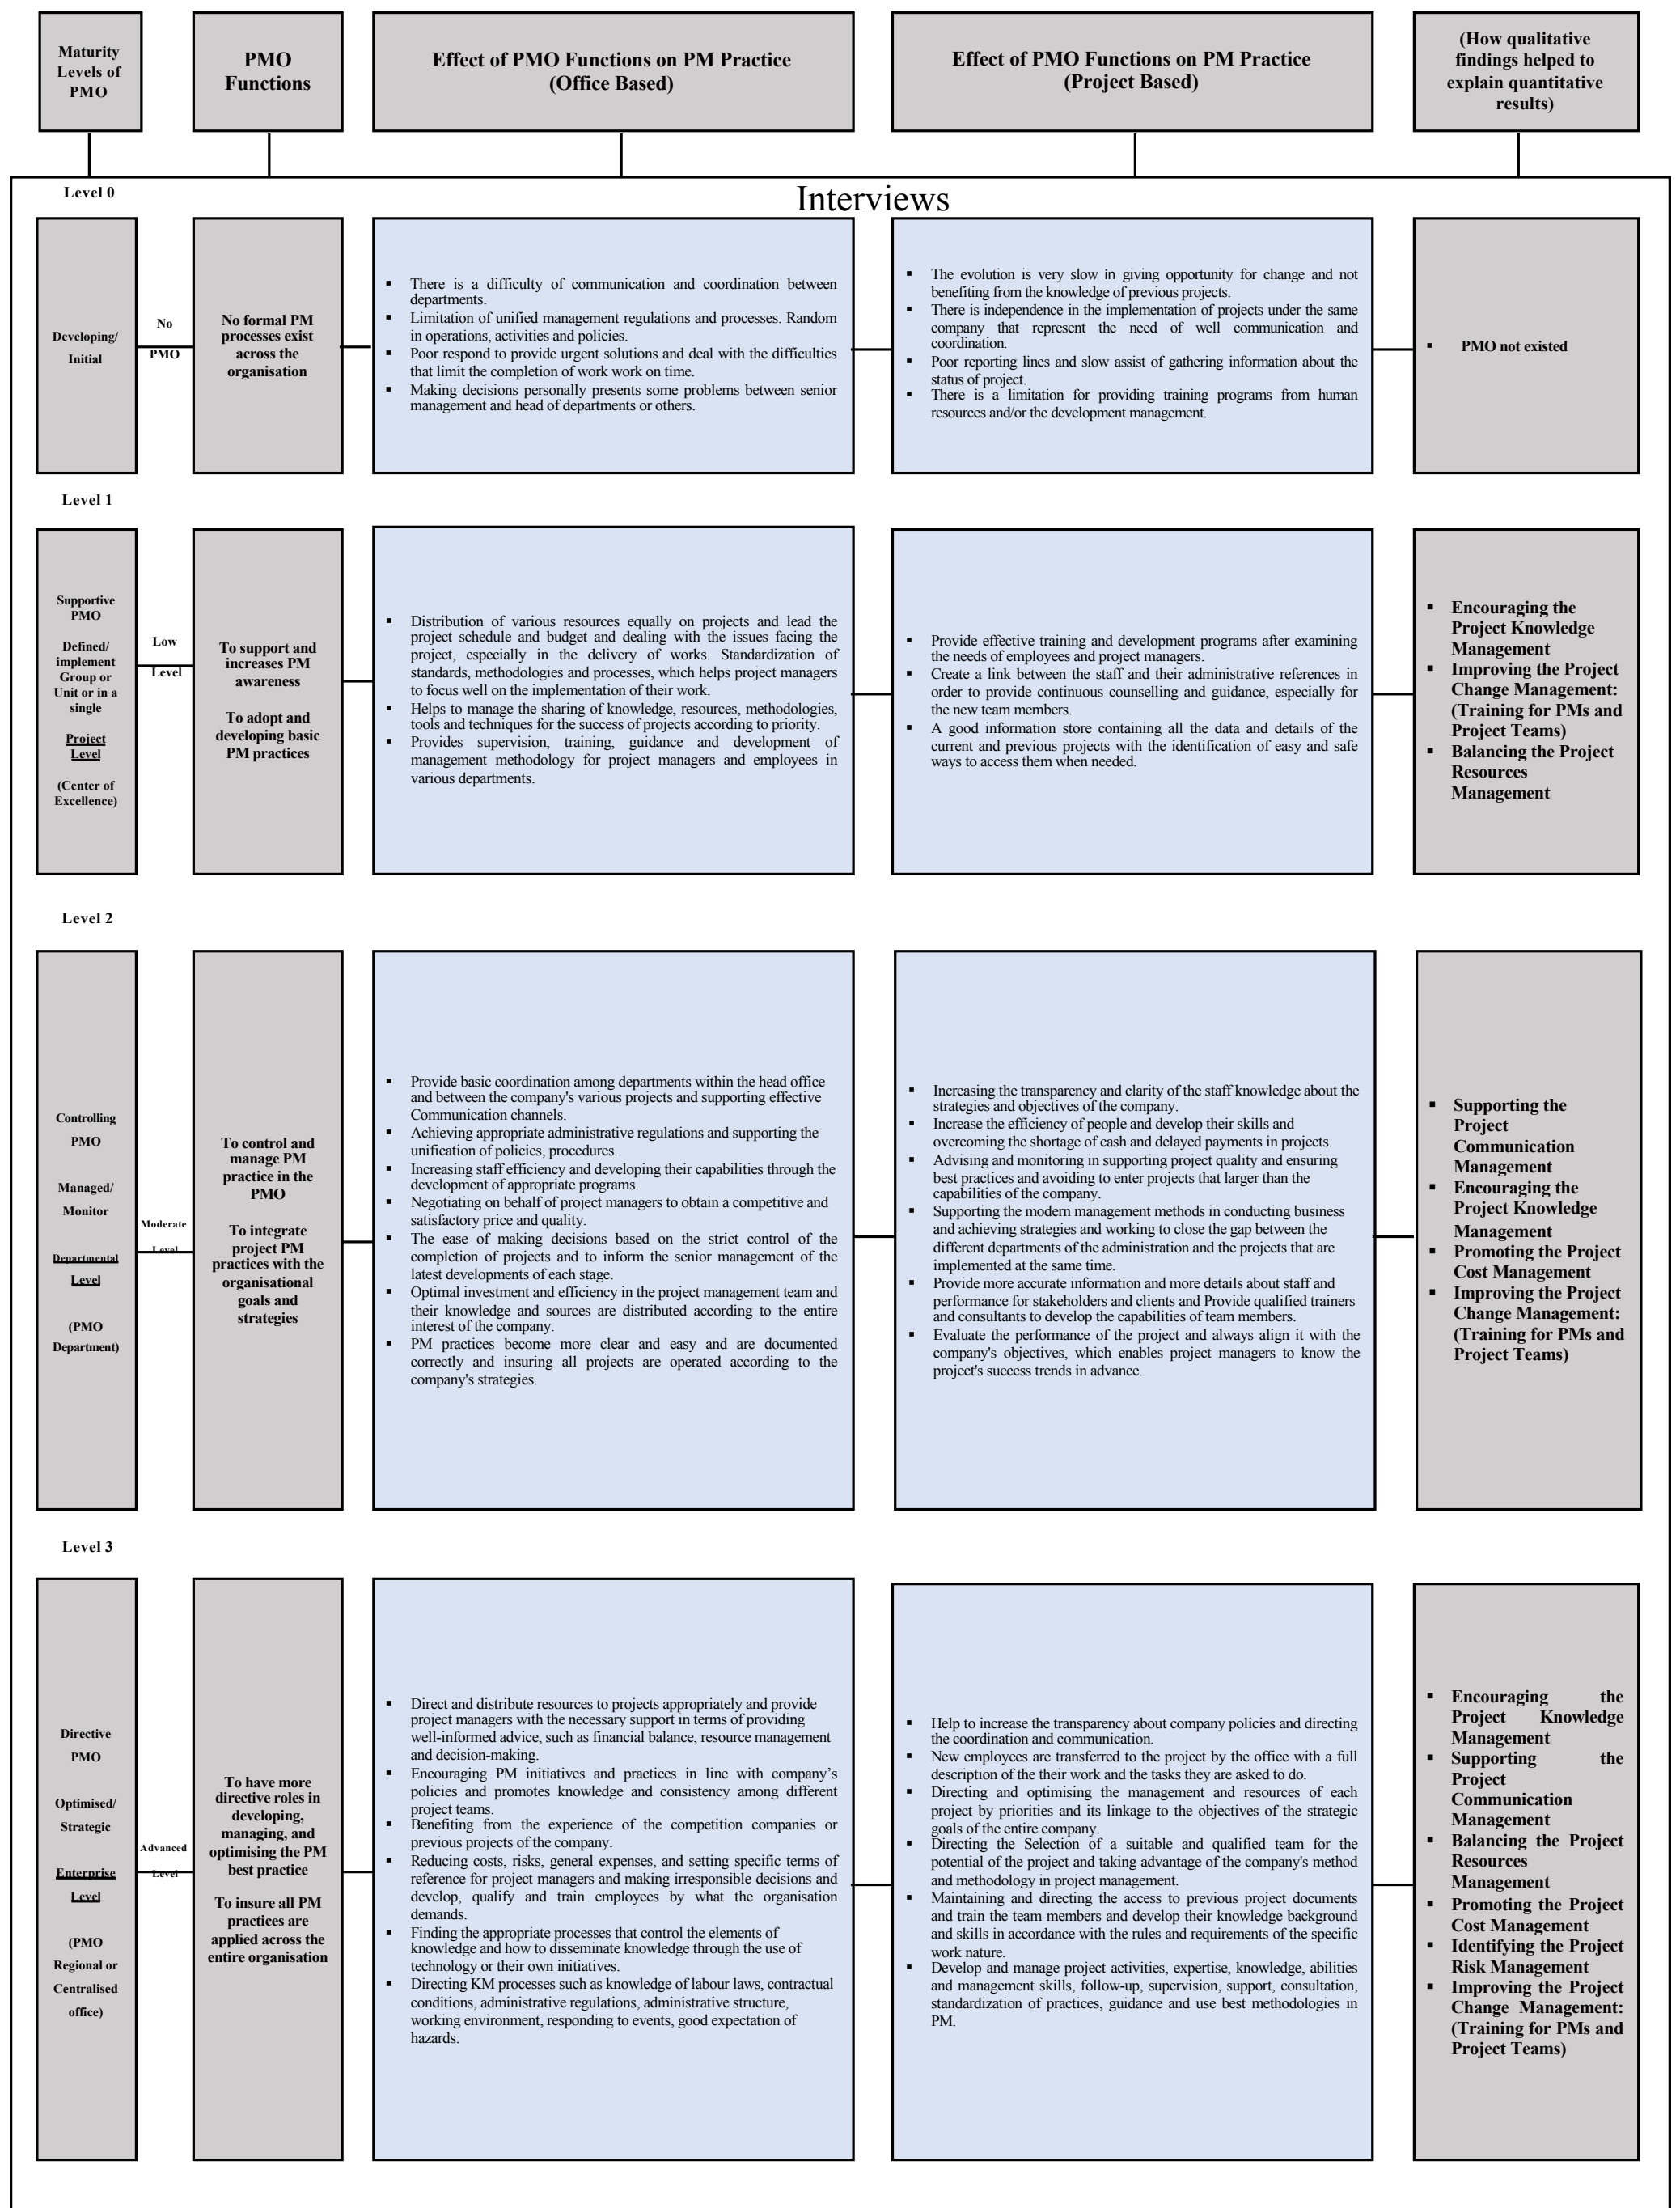 Maturity
Levels of
PMO
PMO
Functions
Effect of PMO Functions on PM Practice
(Office Based)
Effect of PMO Functions on PM Practice
(Project Based)
(How qualitative
findings helped to
explain quantitative
results)
Interviews
Level 0
Developing/
Initial
No
PMO
No formal PM
processes exist
across the
organisation
▪ There is a difficulty of communication and coordination between
departments.
▪ Limitation of unified management regulations and processes. Random
in operations, activities and policies.
▪ Poor respond to provide urgent solutions and deal with the difficulties
that limit the completion of work work on time.
▪ Making decisions personally presents some problems between senior
management and head of departments or others.
▪ The evolution is very slow in giving opportunity for change and not
benefiting from the knowledge of previous projects.
▪ There is independence in the implementation of projects under the same
company that represent the need of well communication and
coordination.
▪ Poor reporting lines and slow assist of gathering information about the
status of project.
▪ There is a limitation for providing training programs from human
resources and/or the development management.
▪ PMO not existed
Level 1
Supportive
PMO
Defined/
implement
Group or
Unit or in a
single
Project
Level
(Center of
Excellence)
Low
Level
To support and
increases PM
awareness
To adopt and
developing basic
PM practices
▪ Distribution of various resources equally on projects and lead the
project schedule and budget and dealing with the issues facing the
project, especially in the delivery of works. Standardization of
standards, methodologies and processes, which helps project managers
to focus well on the implementation of their work.
▪ Helps to manage the sharing of knowledge, resources, methodologies,
tools and techniques for the success of projects according to priority.
▪ Provides supervision, training, guidance and development of
management methodology for project managers and employees in
various departments.
▪ Provide effective training and development programs after examining
the needs of employees and project managers.
▪ Create a link between the staff and their administrative references in
order to provide continuous counselling and guidance, especially for
the new team members.
▪ A good information store containing all the data and details of the
current and previous projects with the identification of easy and safe
ways to access them when needed.
▪ Encouraging the
Project Knowledge
Management
▪ Improving the Project
Change Management:
(Training for PMs and
Project Teams)
▪ Balancing the Project
Resources
Management
Level 2
Controlling
PMO
Managed/
Monitor
Departmental
Level
(PMO
Department)
Moderate
Level
To control and
manage PM
practice in the
PMO
To integrate
project PM
practices with the
organisational
goals and
strategies
▪ Provide basic coordination among departments within the head office
and between the company's various projects and supporting effective
Communication channels.
▪ Achieving appropriate administrative regulations and supporting the
unification of policies, procedures.
▪ Increasing staff efficiency and developing their capabilities through the
development of appropriate programs.
▪ Negotiating on behalf of project managers to obtain a competitive and
satisfactory price and quality.
▪ The ease of making decisions based on the strict control of the
completion of projects and to inform the senior management of the
latest developments of each stage.
▪ Optimal investment and efficiency in the project management team and
their knowledge and sources are distributed according to the entire
interest of the company.
▪ PM practices become more clear and easy and are documented
correctly and insuring all projects are operated according to the
company's strategies.
▪ Increasing the transparency and clarity of the staff knowledge about the
strategies and objectives of the company.
▪ Increase the efficiency of people and develop their skills and
overcoming the shortage of cash and delayed payments in projects.
▪ Advising and monitoring in supporting project quality and ensuring
best practices and avoiding to enter projects that larger than the
capabilities of the company.
▪ Supporting the modern management methods in conducting business
and achieving strategies and working to close the gap between the
different departments of the administration and the projects that are
implemented at the same time.
▪ Provide more accurate information and more details about staff and
performance for stakeholders and clients and Provide qualified trainers
and consultants to develop the capabilities of team members.
▪ Evaluate the performance of the project and always align it with the
company's objectives, which enables project managers to know the
project's success trends in advance.
▪ Supporting the
Project
Communication
Management
▪ Encouraging the
Project Knowledge
Management
▪ Promoting the Project
Cost Management
▪ Improving the Project
Change Management:
(Training for PMs and
Project Teams)
Level 3
Directive
PMO
Optimised/
Strategic
Enterprise
Level
(PMO
Regional or
Centralised
office)
Advanced
Level
To have more
directive roles in
developing,
managing, and
optimising the PM
best practice
To insure all PM
practices are
applied across the
entire organisation
▪ Direct and distribute resources to projects appropriately and provide
project managers with the necessary support in terms of providing
well-informed advice, such as financial balance, resource management
and decision-making.
▪ Encouraging PM initiatives and practices in line with company’s
policies and promotes knowledge and consistency among different
project teams.
▪ Benefiting from the experience of the competition companies or
previous projects of the company.
▪ Reducing costs, risks, general expenses, and setting specific terms of
reference for project managers and making irresponsible decisions and
develop, qualify and train employees by what the organisation
demands.
▪ Finding the appropriate processes that control the elements of
knowledge and how to disseminate knowledge through the use of
technology or their own initiatives.
▪ Directing KM processes such as knowledge of labour laws, contractual
conditions, administrative regulations, administrative structure,
working environment, responding to events, good expectation of
hazards.
▪ Help to increase the transparency about company policies and directing
the coordination and communication.
▪ New employees are transferred to the project by the office with a full
description of the their work and the tasks they are asked to do.
▪ Directing and optimising the management and resources of each
project by priorities and its linkage to the objectives of the strategic
goals of the entire company.
▪ Directing the Selection of a suitable and qualified team for the
potential of the project and taking advantage of the company's method
and methodology in project management.
▪ Maintaining and directing the access to previous project documents
and train the team members and develop their knowledge background
and skills in accordance with the rules and requirements of the specific
work nature.
▪ Develop and manage project activities, expertise, knowledge, abilities
and management skills, follow-up, supervision, support, consultation,
standardization of practices, guidance and use best methodologies in
PM.
▪ Encouraging the
Project Knowledge
Management
▪ Supporting the
Project
Communication
Management
▪ Balancing the Project
Resources
Management
▪ Promoting the Project
Cost Management
▪ Identifying the Project
Risk Management
▪ Improving the Project
Change Management:
(Training for PMs and
Project Teams)